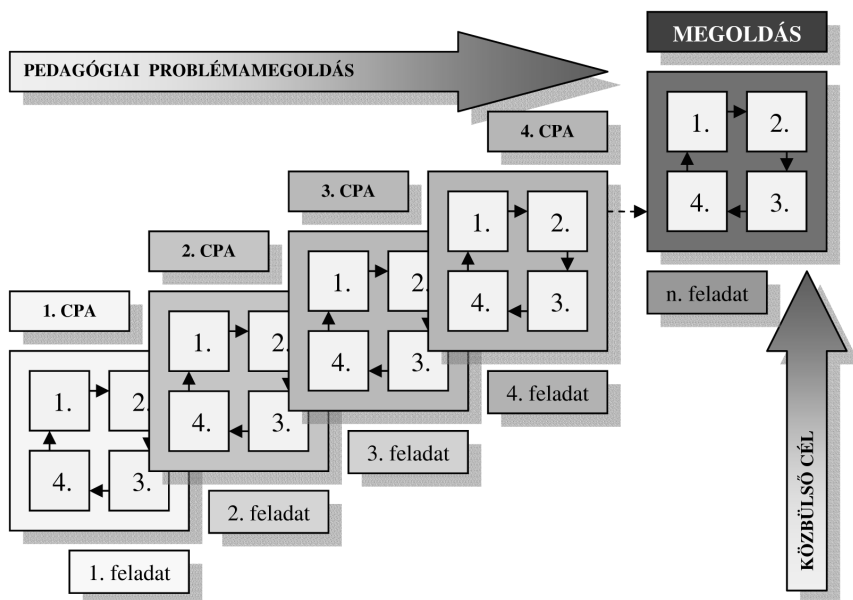 MEGOLDÁS
PEDAGÓGIAI PROBLÉMAMEGOLDÁS
1. 2.
4. 3.
n. feladat
4. CPA
1. 2.
4. 3.
4. feladat
3. CPA
1. 2.
4. 3.
3. feladat
2. CPA
1. 2.
4. 3.
2. feladat
1. CPA
1. 2.
4. 3.
1. feladat
KÖZBÜLSŐ CÉL